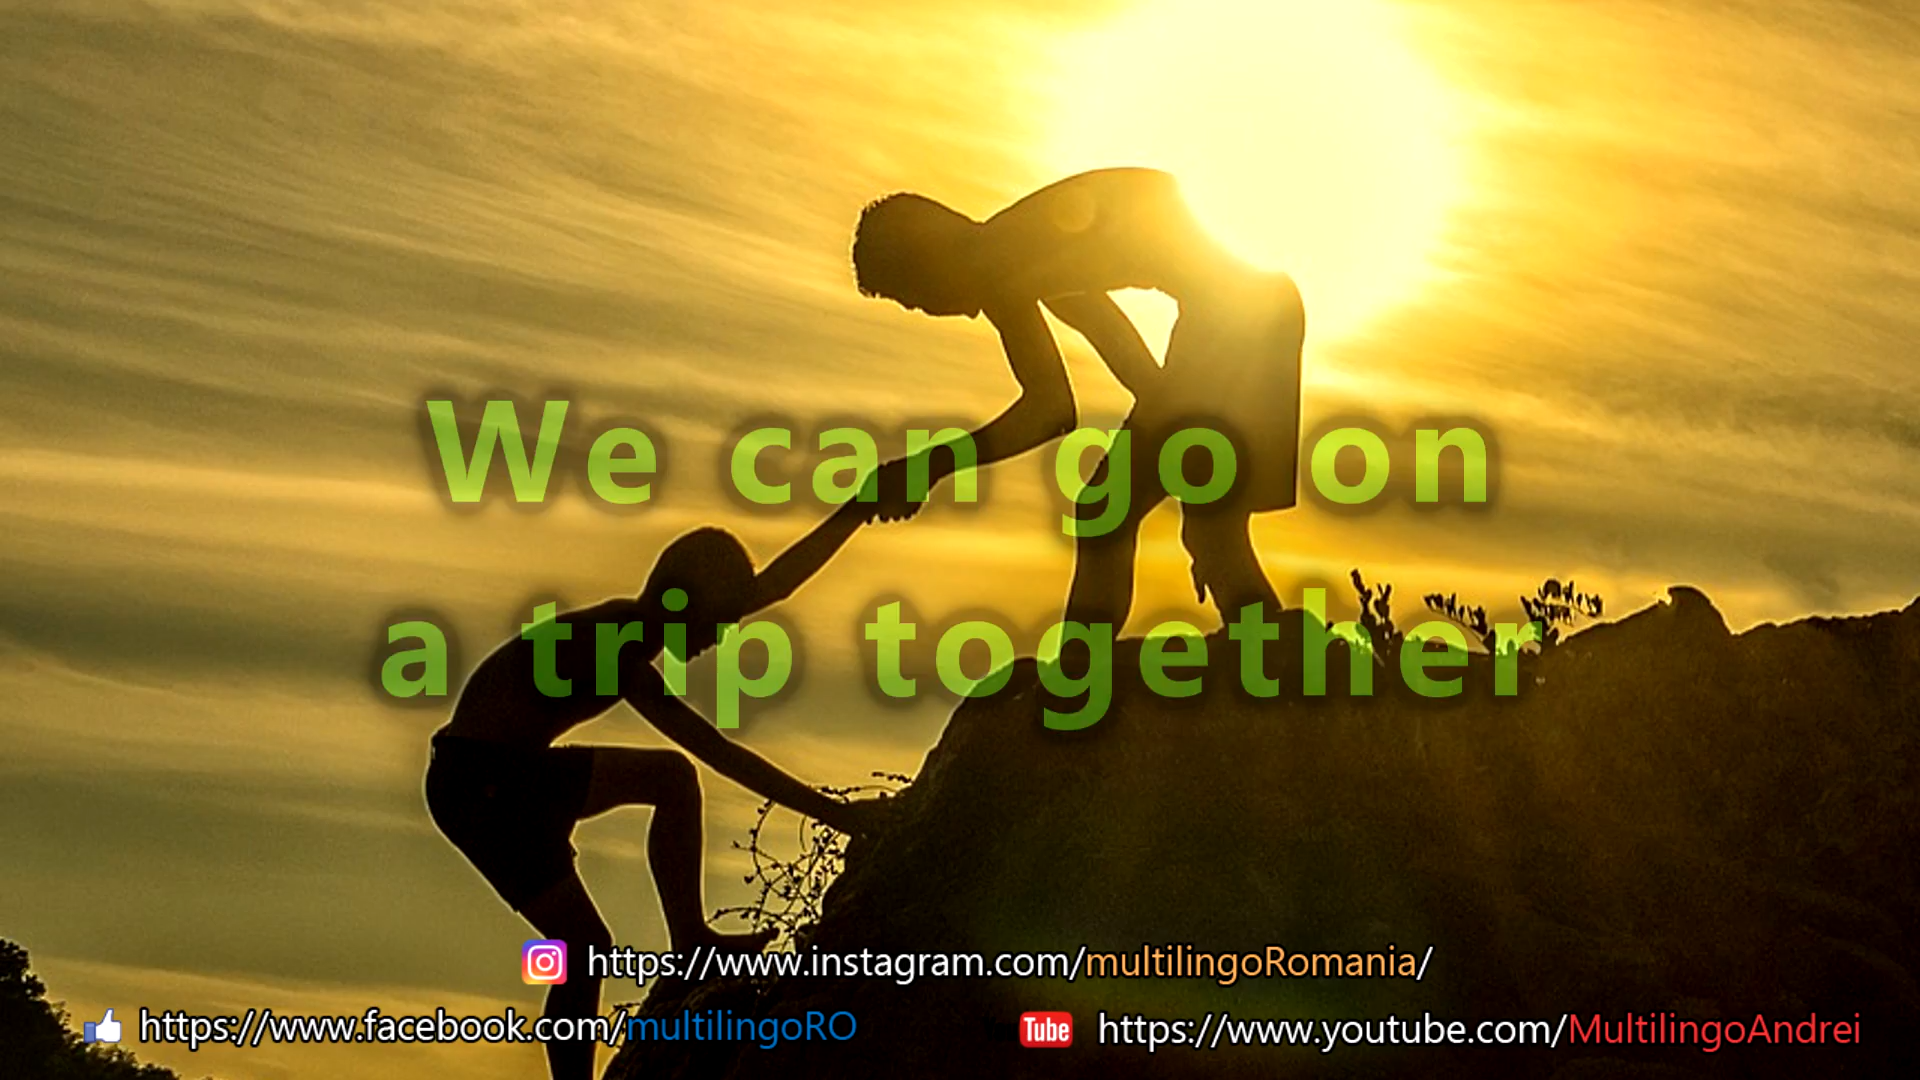 We can go on
a trip together
https://www.instagram.com/multilingoRomania/
https://www.facebook.com/multilingoRO
Tube https://www.youtube.com/MultilingoAndrei